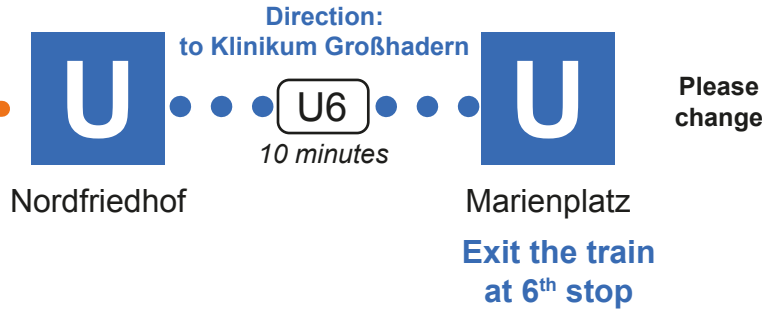 Direction:
to Klinikum Großhadern
U
U6
U
Please
change
10 minutes
Nordfriedhof
Marienplatz
Exit the train
at 6th stop